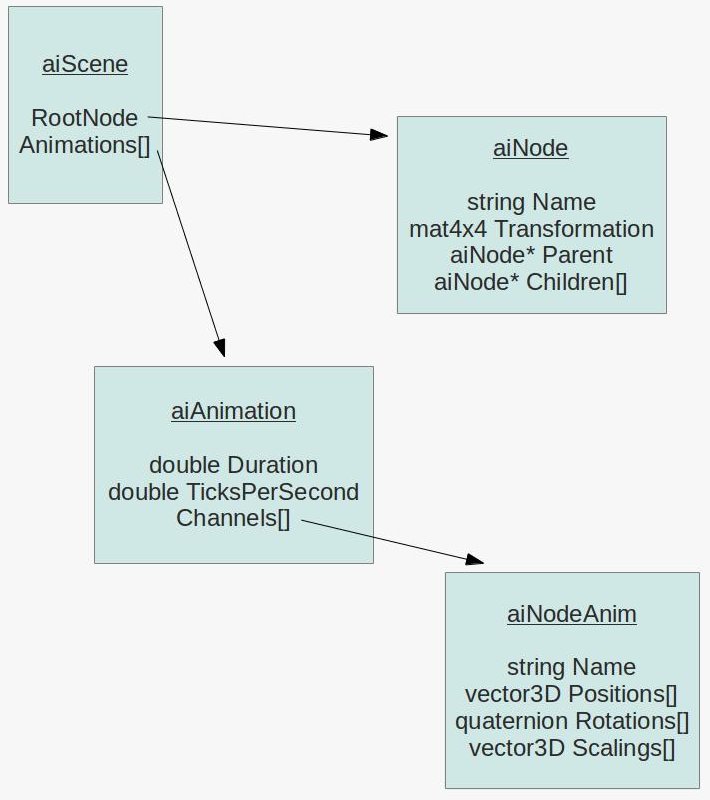 aiScene
RootNode
Animations[]
aiNode
string Name
mat4x4 Transformation
aiNode* Parent
aiNode* Children[]
aiAnimation
double Duration
double TicksPerSecond
Channels[]
aiNodeAnim
string Name
vector3D Positions[]
quaternion Rotations[]
vector3D Scalings[]